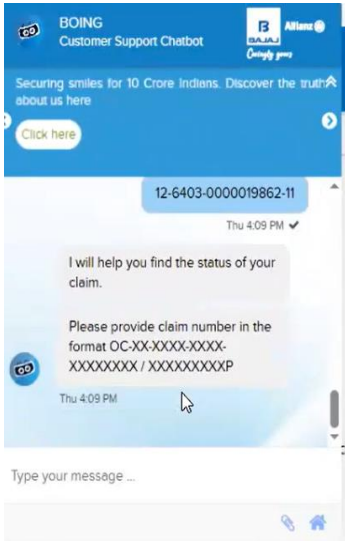 BOING
Customer Support Chatbot
B
BAJAJ
Allianz
Caringly yours
Securing smiles for 10 Crore Indians. Discover the truth
about us here
Click here
12-6403-0000019862-11
Thu 4:09 PM
I will help you find the status of your
claim.
Please provide claim number in the
format OC-XX-XXXX-XXXX-
XXXXXXXX / XXXXXXXXXP
Thu 4:09 PM
Type your message ...